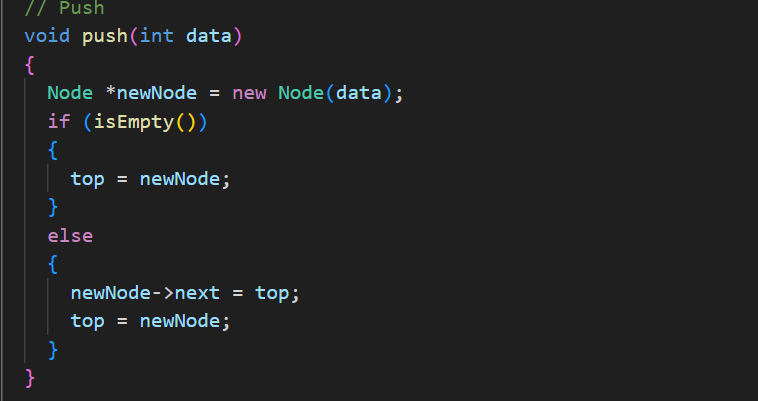 // Push
void push(int data)
{
  Node *newNode = new Node(data);
  if (isEmpty())
  {
    top = newNode;
  }
  else
  {
    newNode->next = top;
    top = newNode;
  }
}